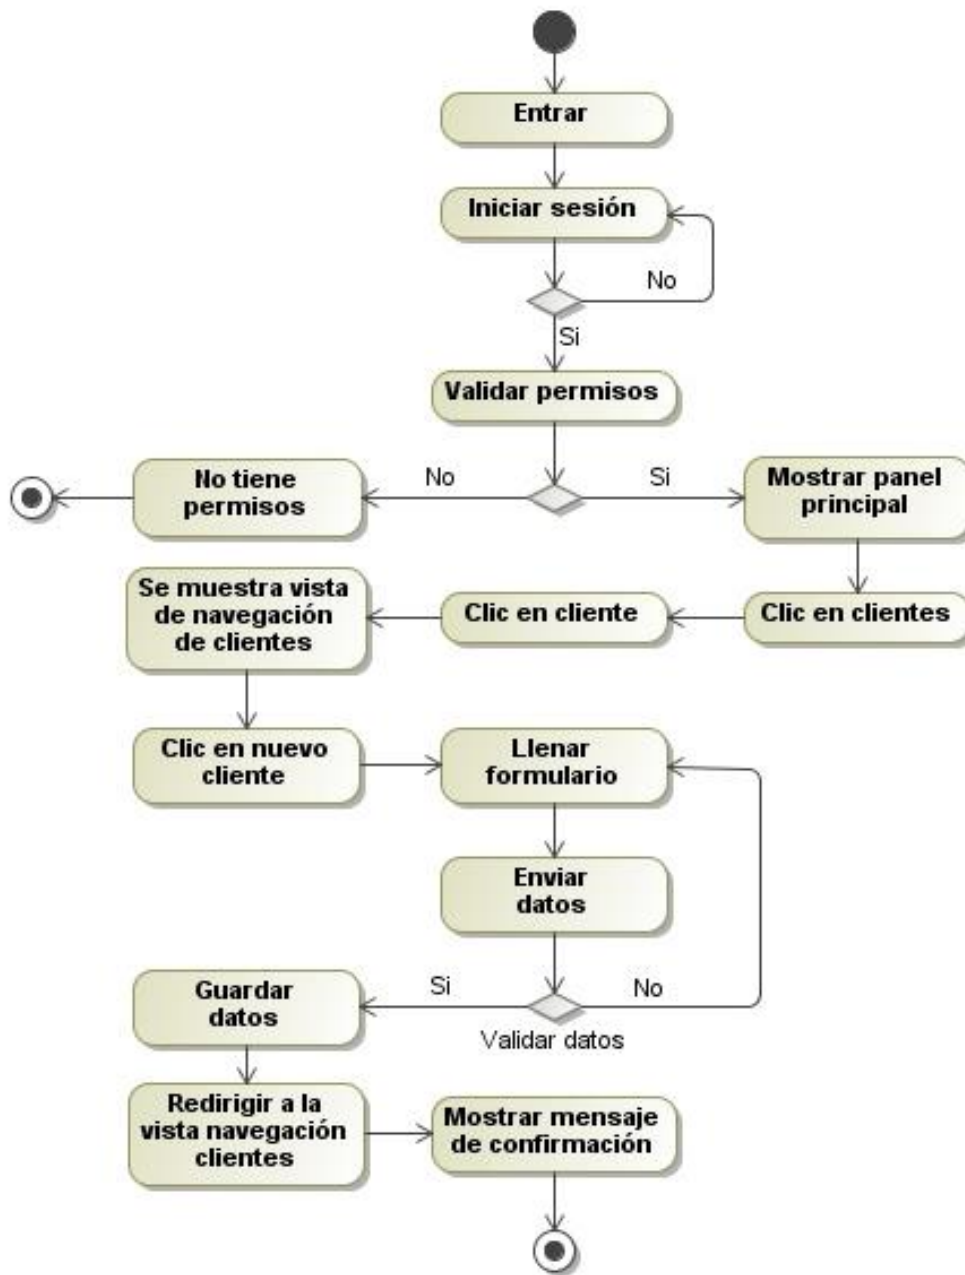 Entrar
Iniciar sesión
No
Si
Validar permisos
No tiene
permisos
No
Si
Mostrar panel
principal
Se muestra vista
de navegación
de clientes
Clic en cliente
Clic en clientes
Clic en nuevo
cliente
Llenar
formulario
Enviar
datos
Guardar
datos
Si
No
Validar datos
Redirigir a la
vista navegación
clientes
Mostrar mensaje
de confirmación